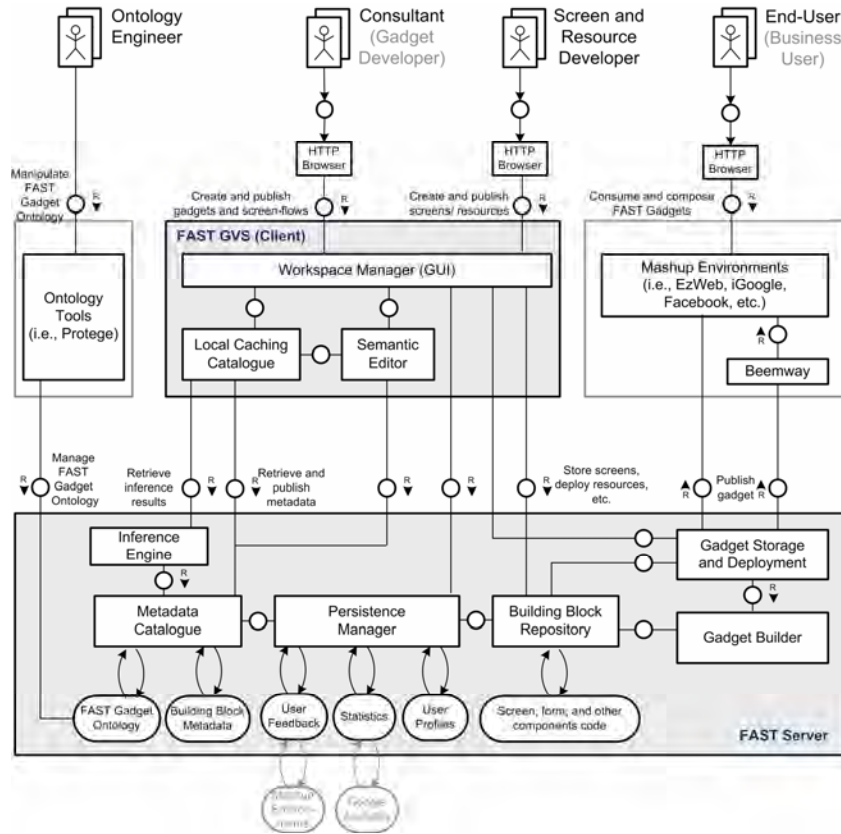 Ontology
Engineer
Consultant
(Gadget
Developer)
Screen and
Resource
Developer
End-User
(Business
User)
HTTP
Browser
HTTP
Browser
HTTP
Browser
Manipulate
FAST
Gadget
Ontology
R
Create and publish
gadgets and screen-flows
R
Create and publish
screens/ resources
R
Consume and compose
FAST Gadgets
R
FAST GVS (Client)
Workspace Manager (GUI)
Ontology
Tools
(i.e., Protege)
Local Caching
Catalogue
Semantic
Editor
Mashup Environments
(i.e., EzWeb, iGoogle,
Facebook, etc.)
R
Beemway
R
Manage
FAST
Gadget
Ontology
Retrieve
inference
results
R
R
Retrieve and
publish
metadata
R
R
R
Store screens,
deploy resources,
etc.
R
Publish
gadget
R
Inference
Engine
R
Gadget Storage
and Deployment
R
Metadata
Catalogue
Persistence
Manager
Building Block
Repository
Gadget Builder
FAST Gadget
Ontology
Building Block
Metadata
User
Feedback
Statistics
User
Profiles
Screen, form, and other
components code
FAST Server
Mashup
Environ-
ments
Google
Analytics